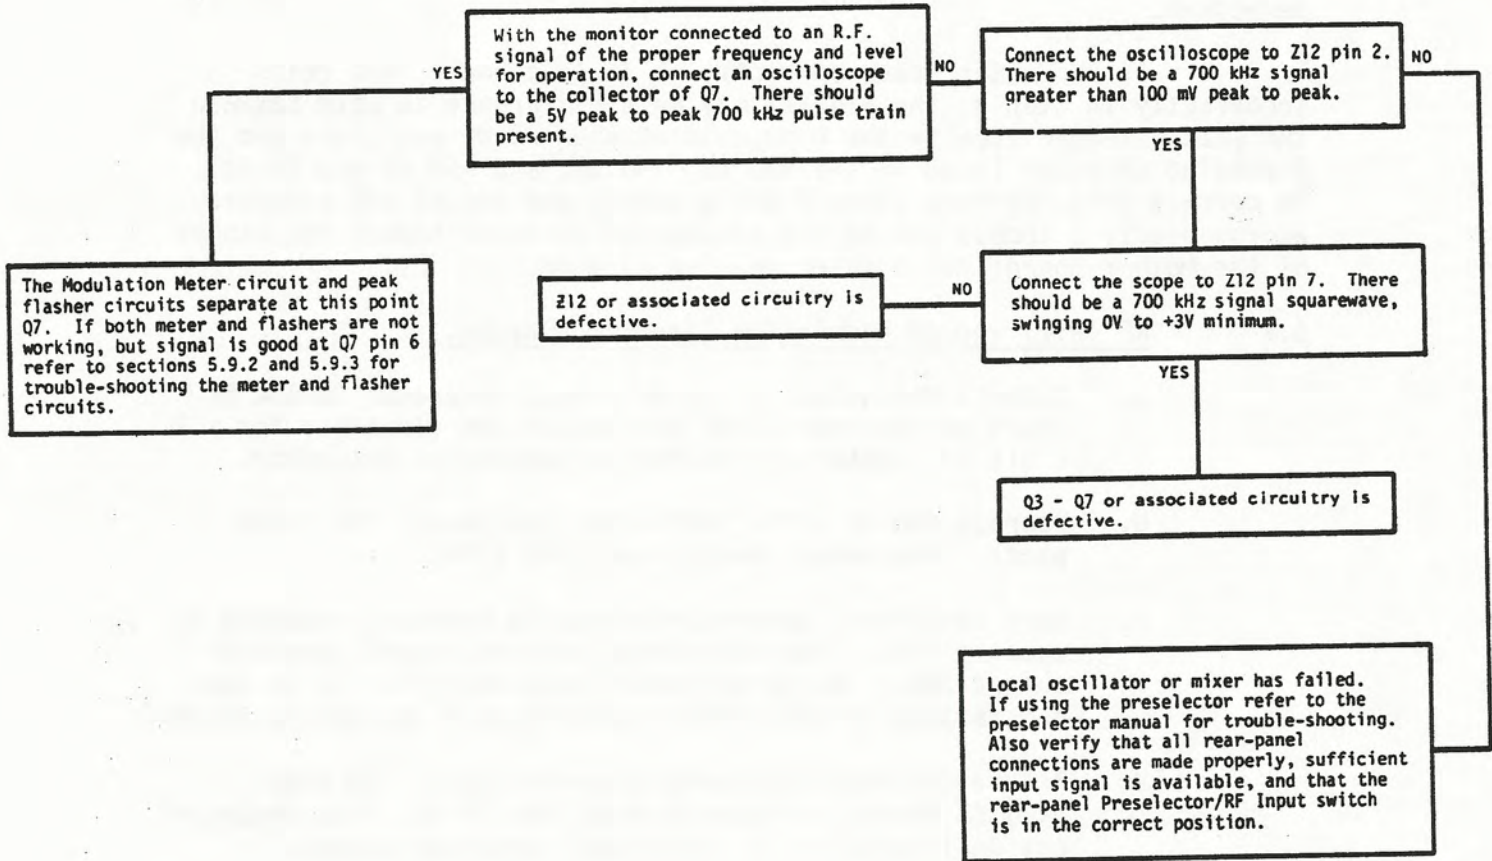 With the monitor connected to an R.F.
signal of the proper frequency and level
for operation, connect an oscilloscope
to the collector of Q7. There should
be a 5V peak to peak 700 kHz pulse train
present.
YES
NO
Connect the oscilloscope to Z12 pin 2.
There should be a 700 kHz signal
greater than 100 mV peak to peak.
NO
YES
The Modulation Meter circuit and peak
flasher circuits separate at this point
Q7. If both meter and flashers are not
working, but signal is good at Q7 pin 6
refer to sections 5.9.2 and 5.9.3 for
trouble-shooting the meter and flasher
circuits.
Z12 or associated circuitry is
defective.
NO
Connect the scope to Z12 pin 7. There
should be a 700 kHz signal squarewave,
swinging 0V to +3V minimum.
YES
Q3 - Q7 or associated circuitry is
defective.
Local oscillator or mixer has failed.
If using the preselector refer to the
preselector manual for trouble-shooting.
Also verify that all rear-panel
connections are made properly, sufficient
input signal is available, and that the
rear-panel Preselector/RF Input switch
is in the correct position.